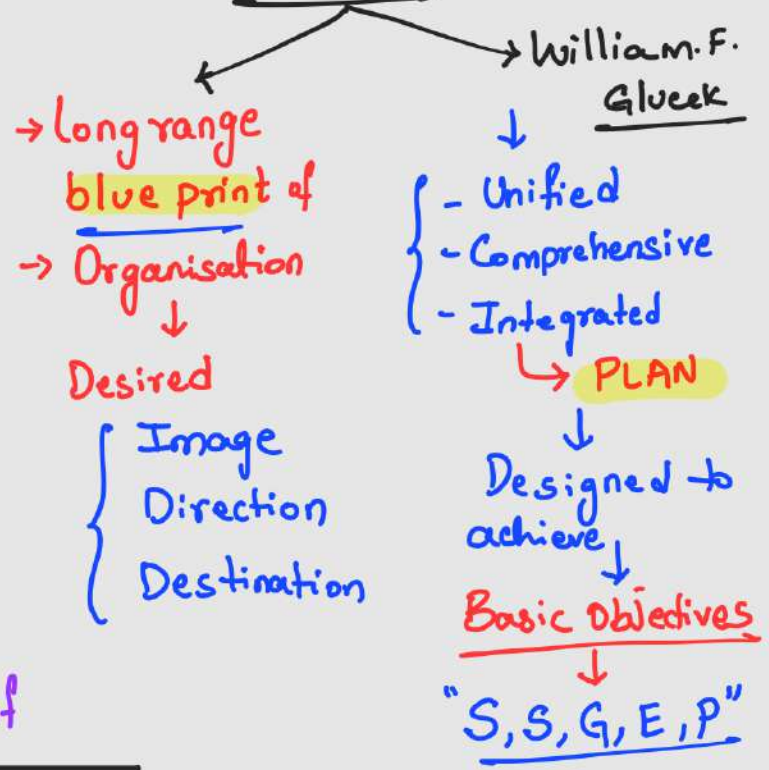 → Long range
blue print of
→ Organisation
↓
Desired
Image
Direction
Destination
f
→ William. F.
Glueek
↓
- Unified
- Comprehensive
- Integrated
↳ PLAN
↓
Designed to
achieve ↓
Basic Objectives
↓
"S, S, G, E, P"